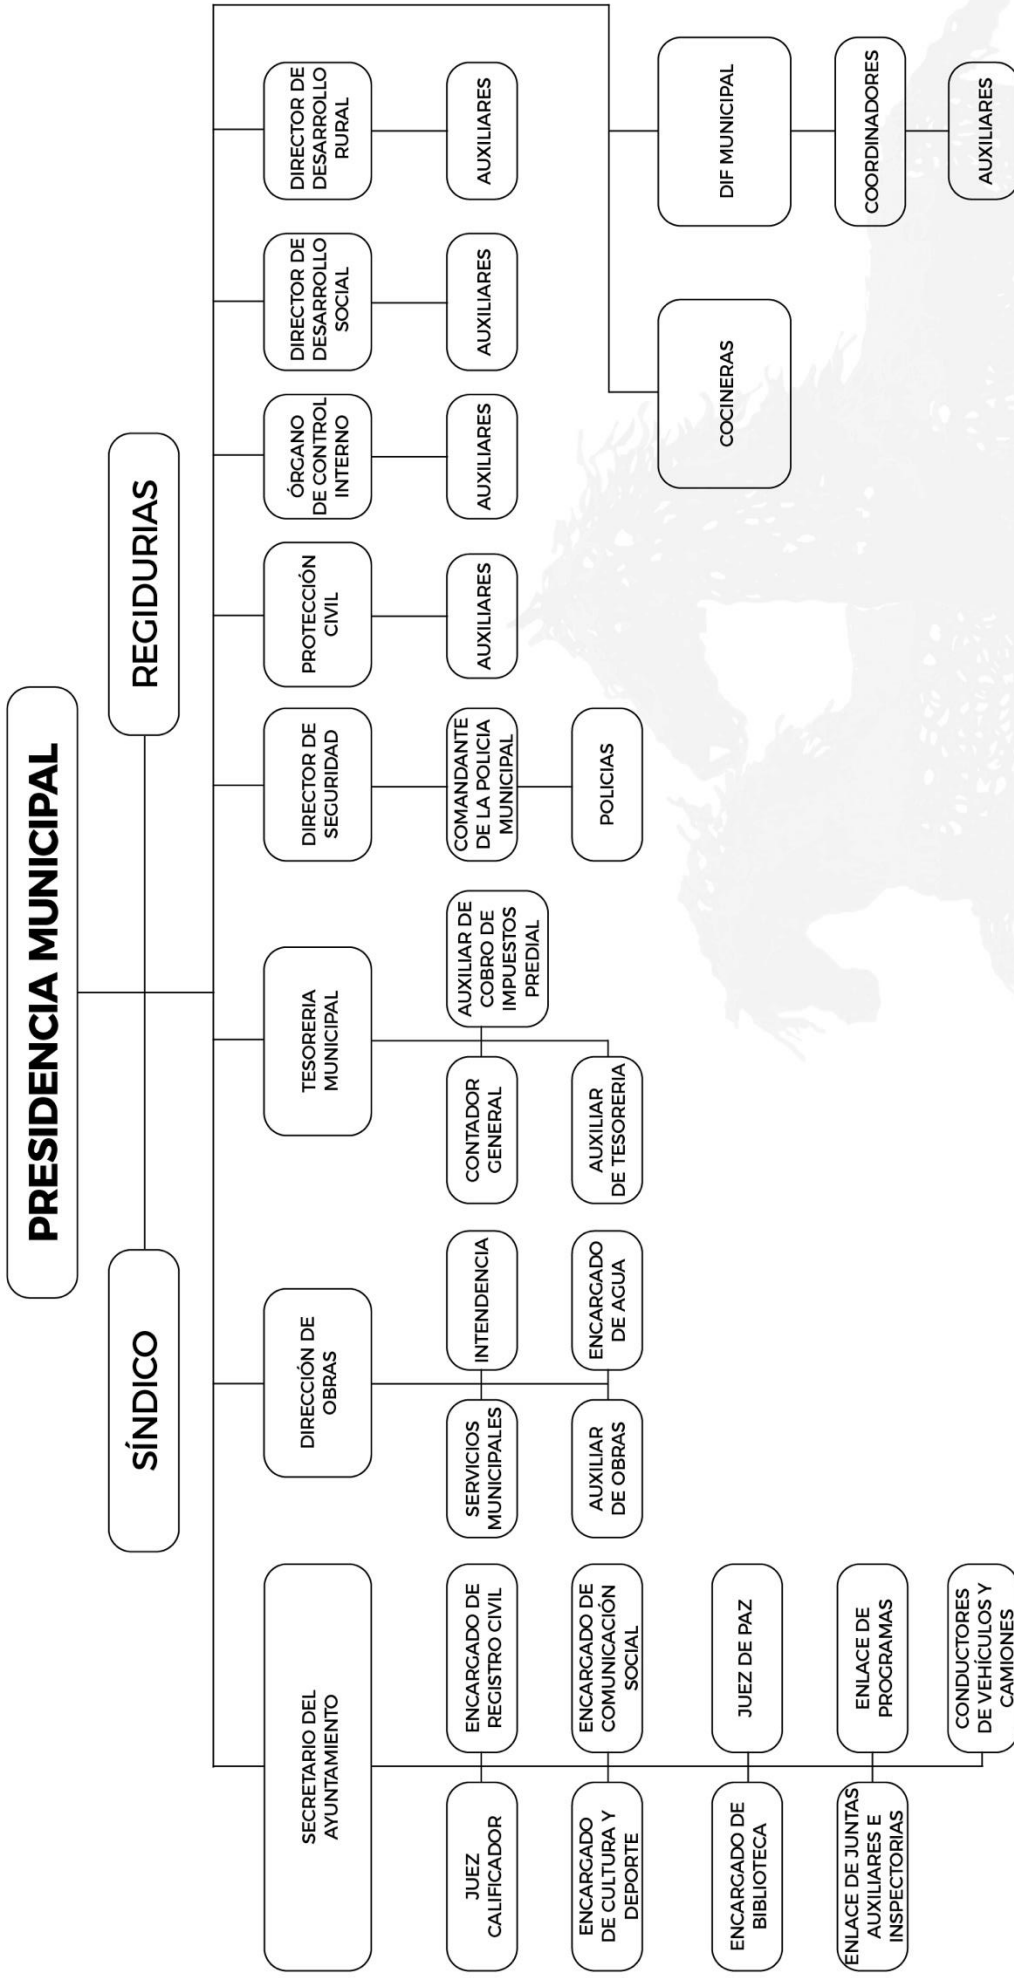 PRESIDENCIA MUNICIPAL
SÍNDICO
REGIDURIAS
SECRETARIO DEL
AYUNTAMIENTO
DIRECCIÓN DE
OBRAS
TESORERIA
MUNICIPAL
DIRECTOR DE
SEGURIDAD
PROTECCIÓN
CIVIL
ÓRGANO
DE CONTROL
INTERNO
DIRECTOR DE
DESARROLLO
SOCIAL
DIRECTOR DE
DESARROLLO
RURAL
JUEZ
CALIFICADOR
ENCARGADO DE
REGISTRO CIVIL
SERVICIOS
MUNICIPALES
INTENDENCIA
CONTADOR
GENERAL
AUXILIAR DE
COBRO DE
IMPUESTOS
PREDIAL
COMANDANTE
DE LA POLICIA
MUNICIPAL
AUXILIARES
AUXILIARES
AUXILIARES
AUXILIARES
ENCARGADO
DE CULTURA Y
DEPORTE
ENCARGADO DE
COMUNICACIÓN
SOCIAL
AUXILIAR
DE OBRAS
ENCARGADO
DE AGUA
AUXILIAR
DE TESORERIA
POLICIAS
COCINERAS
DIF MUNICIPAL
ENCARGADO DE
BIBLIOTECA
JUEZ DE PAZ
ENLACE DE JUNTAS
AUXILIARES E
INSPECTORIAS
ENLACE DE
PROGRAMAS
COORDINADORES
CONDUCTORES
DE VEHÍCULOS Y
CAMIONES
AUXILIARES